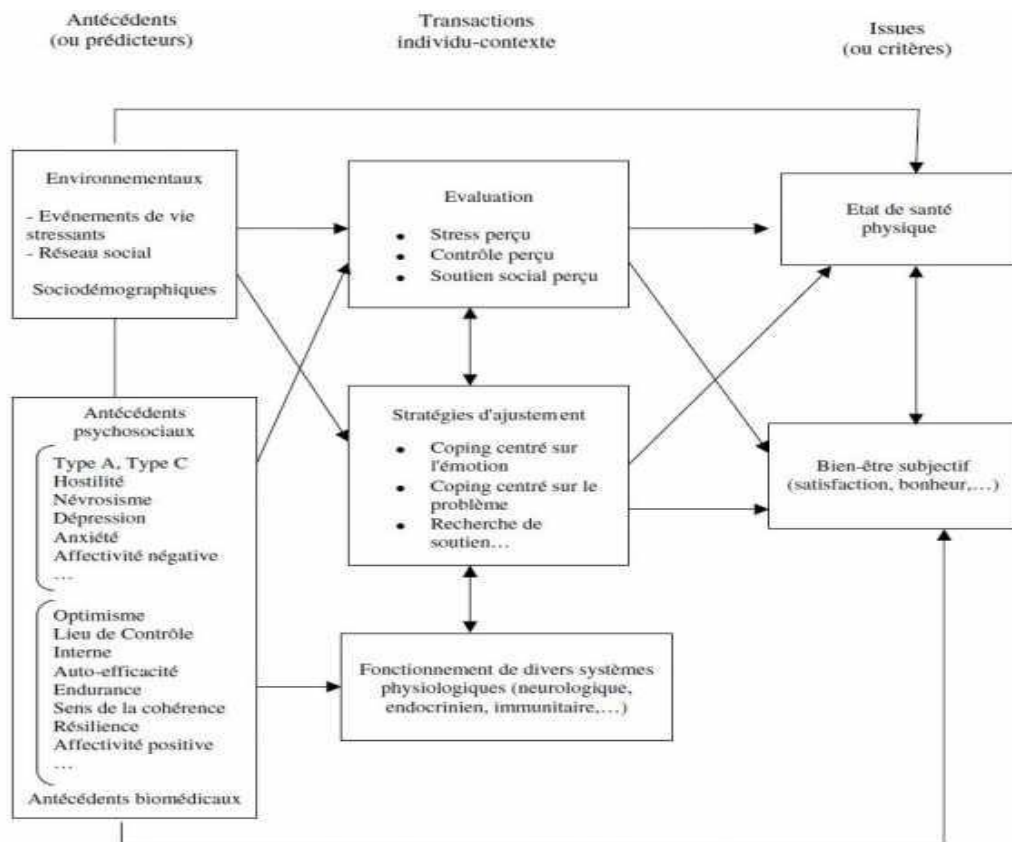 Antécédents
(ou prédicteurs)
Transactions
individu-contexte
Issues
(ou critères)
Environnementaux
- Evénements de vie
stressants
- Réseau social
Sociodémographiques
Evaluation
● Stress perçu
● Contrôle perçu
● Soutien social perçu
Etat de santé
physique
Antécédents
psychosociaux
Type A, Type C
Hostilité
Névrosisme
Dépression
Anxiété
Affectivité négative
…
Optimisme
Lieu de Contrôle
Interne
Auto-efficacité
Endurance
Sens de la cohérence
Résilience
Affectivité positive
…
Antécédents biomédicaux
Stratégies d'ajustement
● Coping centré sur
l'émotion
● Coping centré sur le
problème
● Recherche de
soutien…
Bien-être subjectif
(satisfaction, bonheur,…)
Fonctionnement de divers systèmes
physiologiques (neurologique,
endocrinien, immunitaire,…)